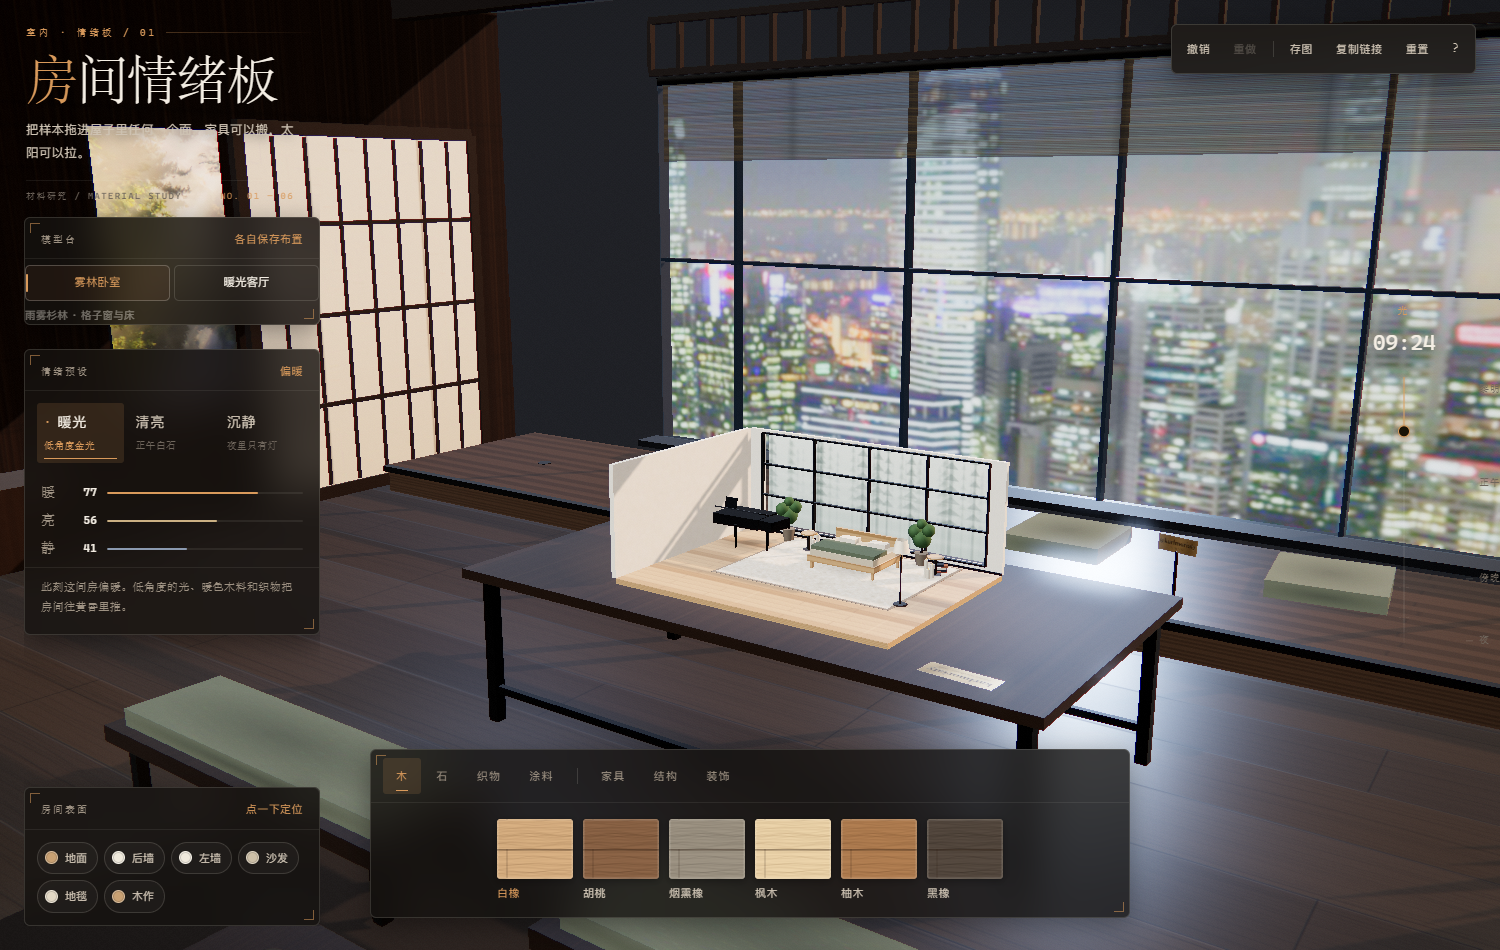 室内 · 情绪板 / 01
房间情绪板
把样本拖进屋子里任何一个面，家具可以搬，太
阳可以拉。
材料研究 / MATERIAL STUDY NO. 01 — 06
模型台 各自保存布置
雾林卧室 暖光客厅
雨雾杉林 · 格子窗与床
情绪预设 偏暖
· 暖光 清亮 沉静
低角度金光 正午白石 夜里只有灯
暖 77
亮 56
静 41
此刻这间房偏暖。低角度的光、暖色木料和织物把
房间往黄昏里推。
房间表面 点一下定位
地面 后墙 左墙 沙发
地毯 木作
撤销 重做 存图 复制链接 重置 ?
09:24
木 石 织物 涂料 家具 结构 装饰
白橡 胡桃 烟熏橡 枫木 柚木 黑橡